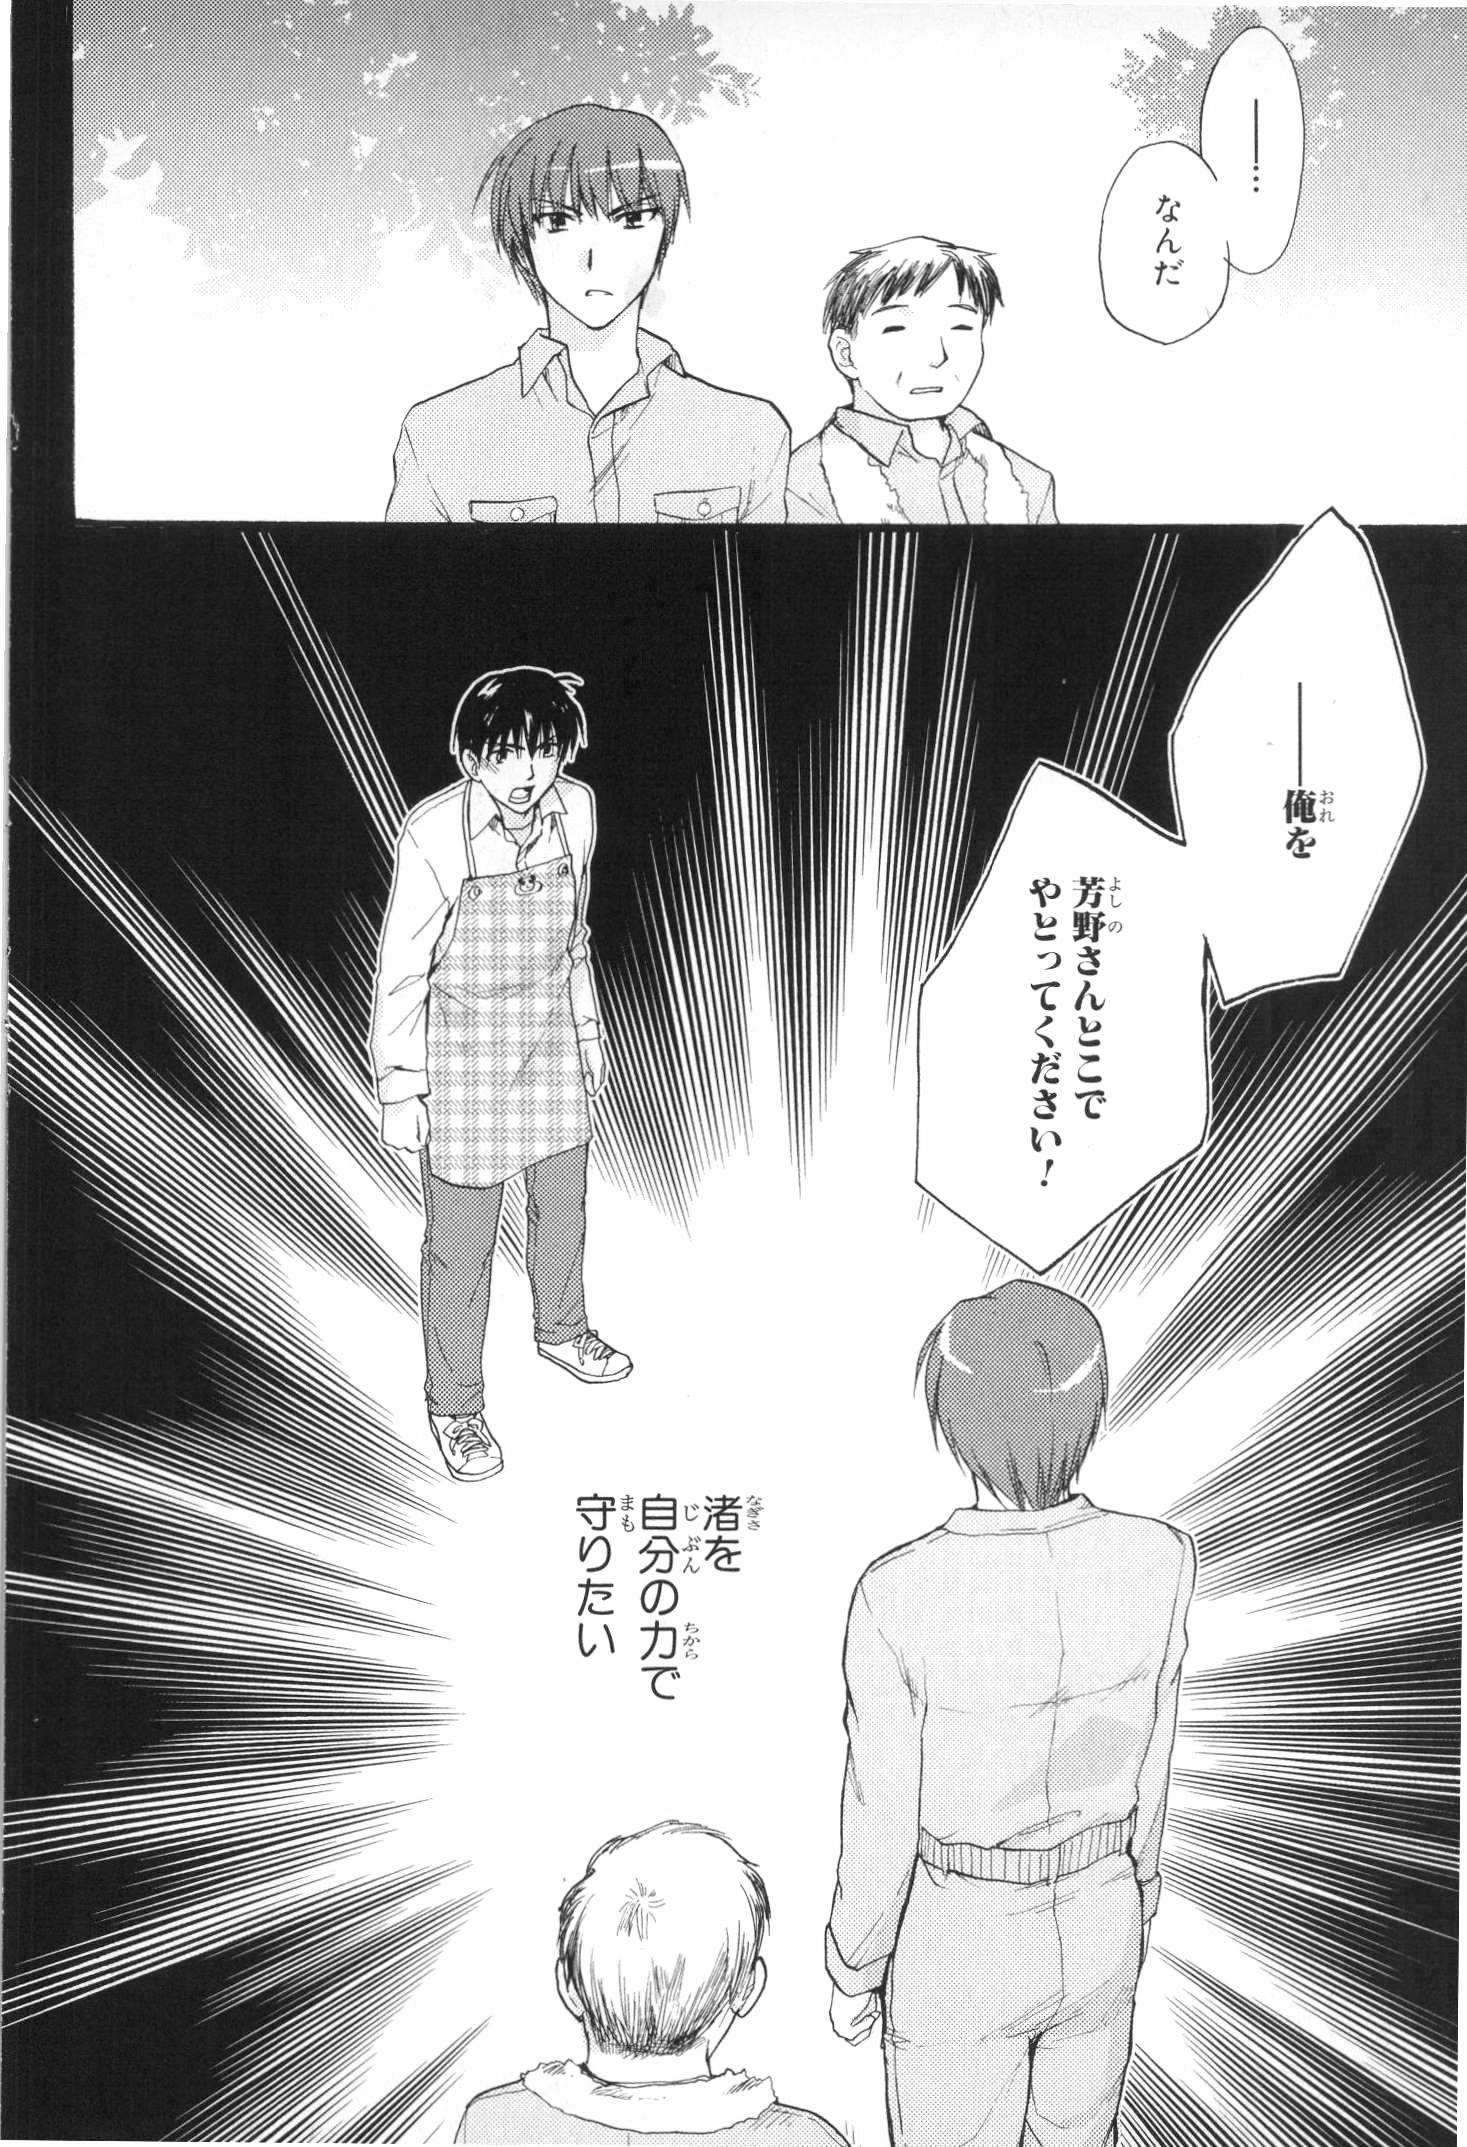 ――…
なんだ
――俺を
芳野さんとこで
やとってください！
渚を
自分の力で
守りたい